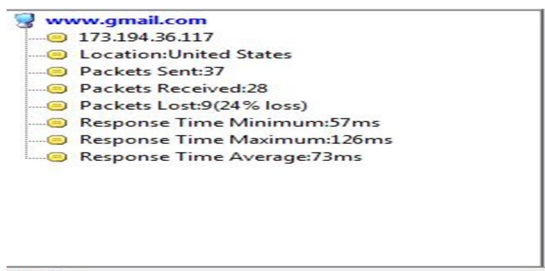 www.gmail.com
173.194.36.117
Location:United States
Packets Sent:37
Packets Received:28
Packets Lost:9(24% loss)
Response Time Minimum:57ms
Response Time Maximum:126ms
Response Time Average:73ms